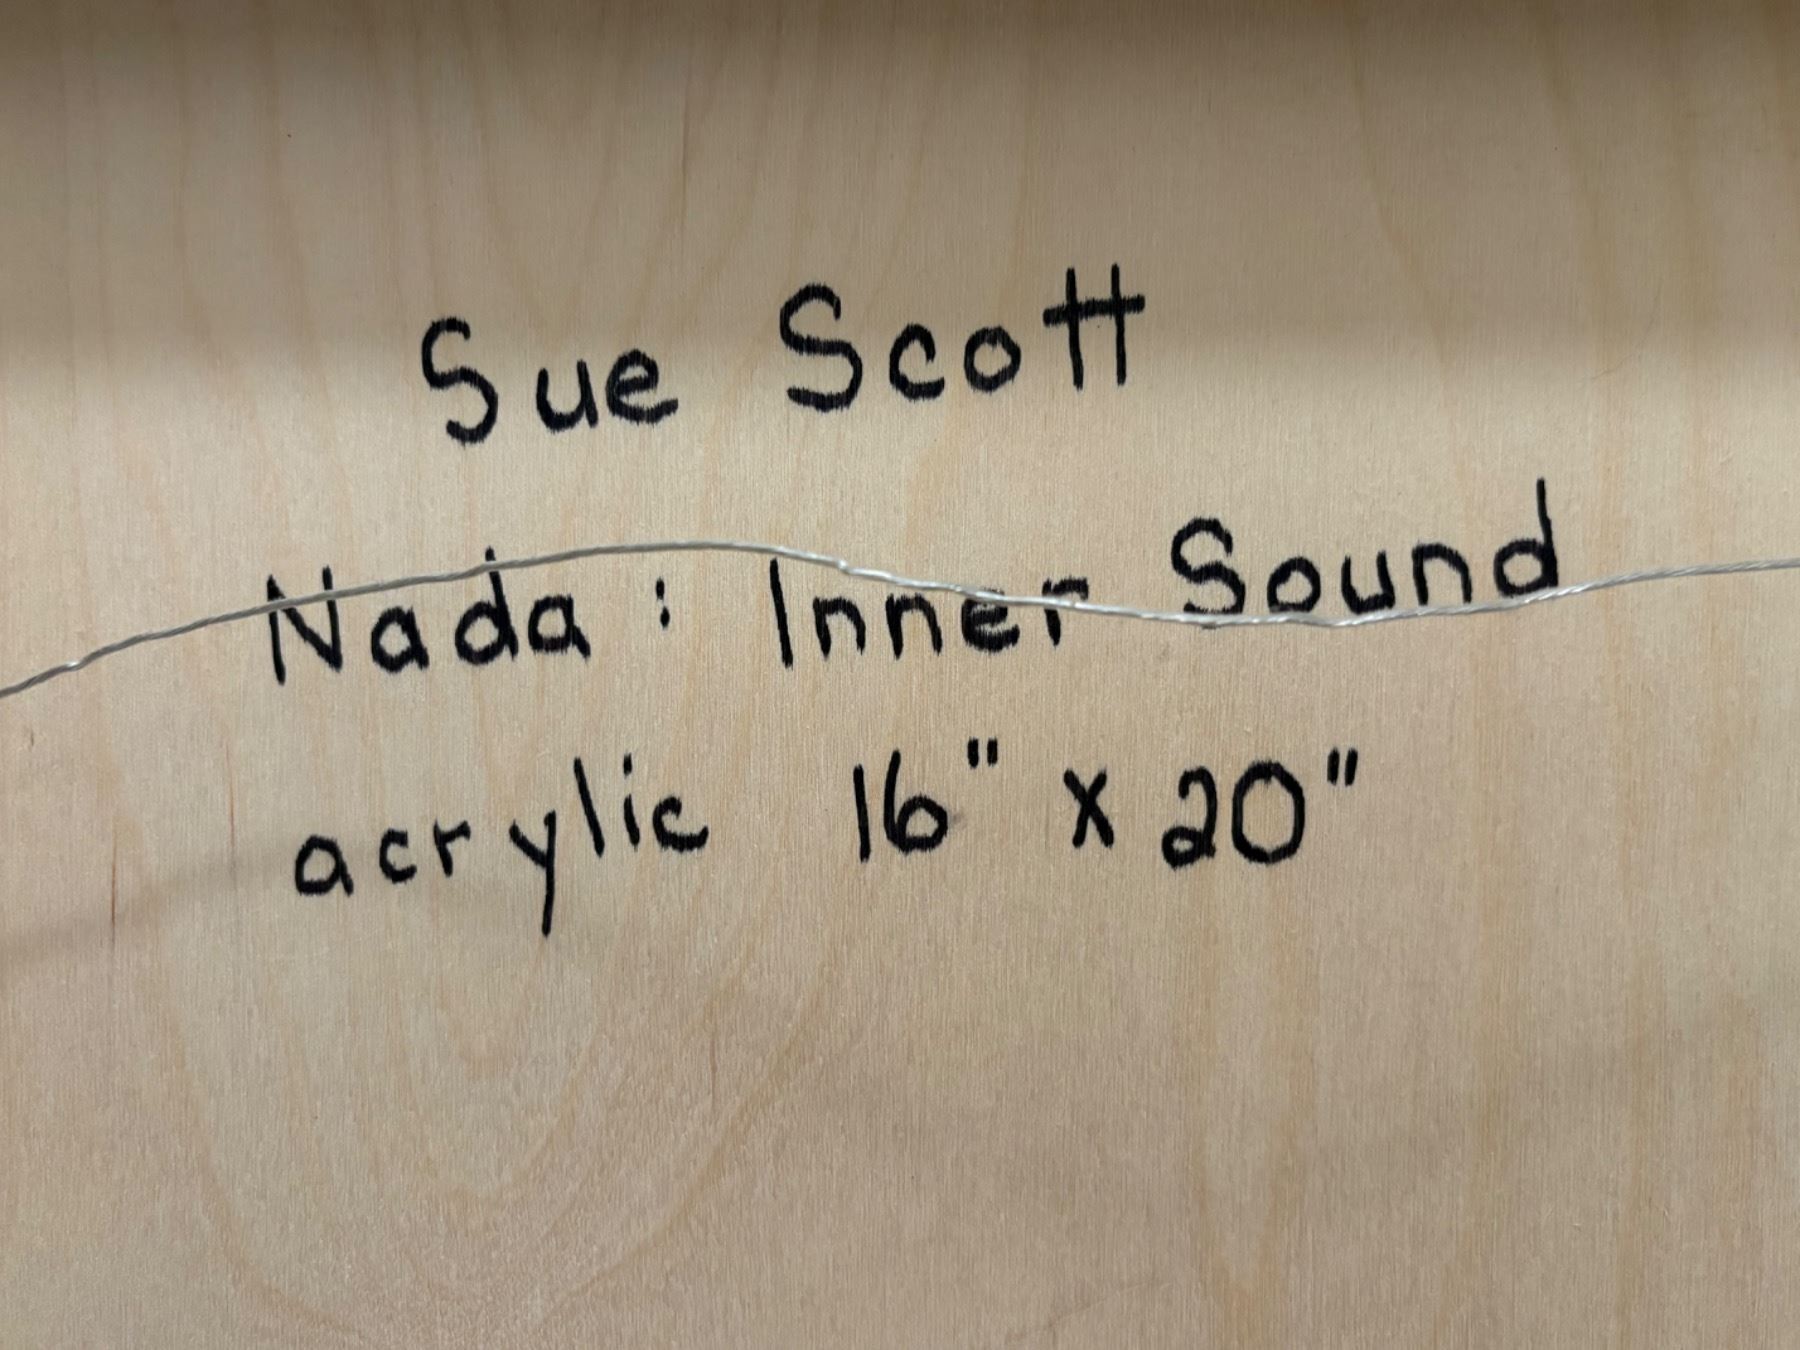 Sue Scott
Nada: Inner Sound
acrylic 16" x 20"